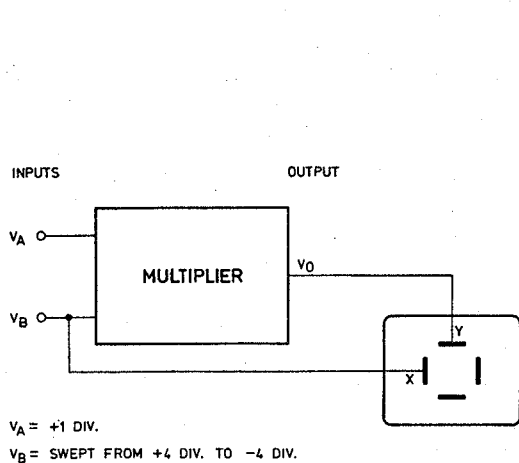 INPUTS OUTPUT
VA
MULTIPLIER
VO
VB
Y
X
VA = +1 DIV.
VB = SWEPT FROM +4 DIV. TO -4 DIV.